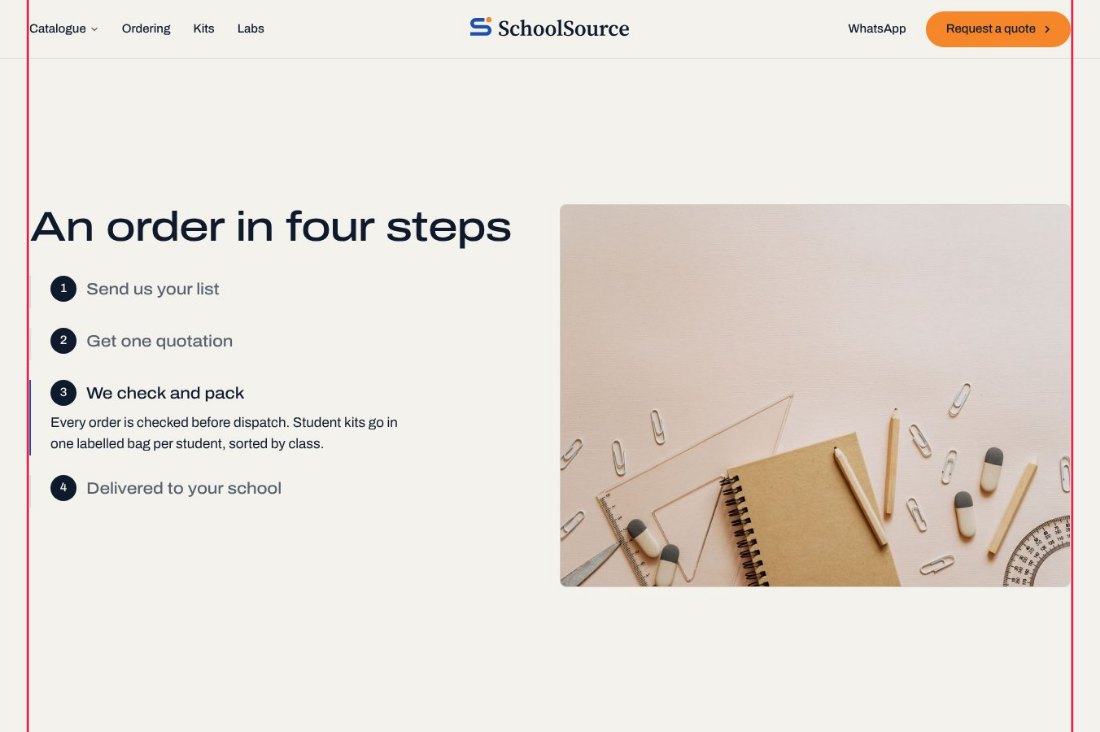 Catalogue
Ordering
Kits
Labs
SchoolSource
WhatsApp
Request a quote
An order in four steps
1 Send us your list
2 Get one quotation
3 We check and pack
Every order is checked before dispatch. Student kits go in
one labelled bag per student, sorted by class.
4 Delivered to your school